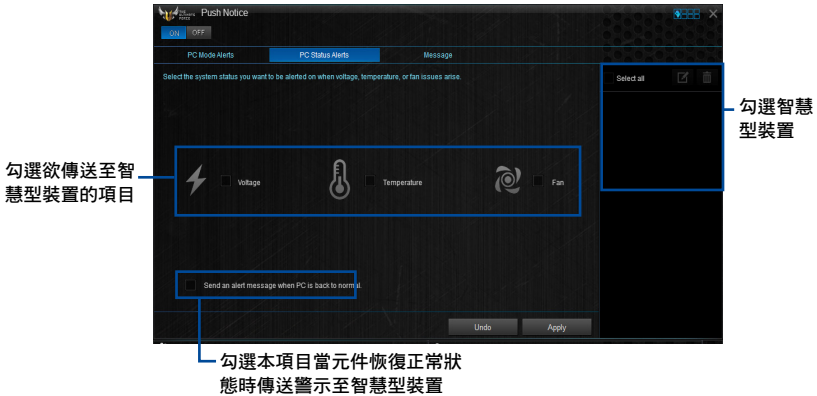 THE ULTIMATE FORCE
Push Notice
ON OFF
PC Mode Alerts PC Status Alerts Message
Select the system status you want to be alerted on when voltage, temperature, or fan issues arise.
Select all
勾選智慧
型裝置
勾選欲傳送至智
慧型裝置的項目
Voltage Temperature Fan
Send an alert message when PC is back to normal.
Undo Apply
勾選本項目當元件恢復正常狀
態時傳送警示至智慧型裝置